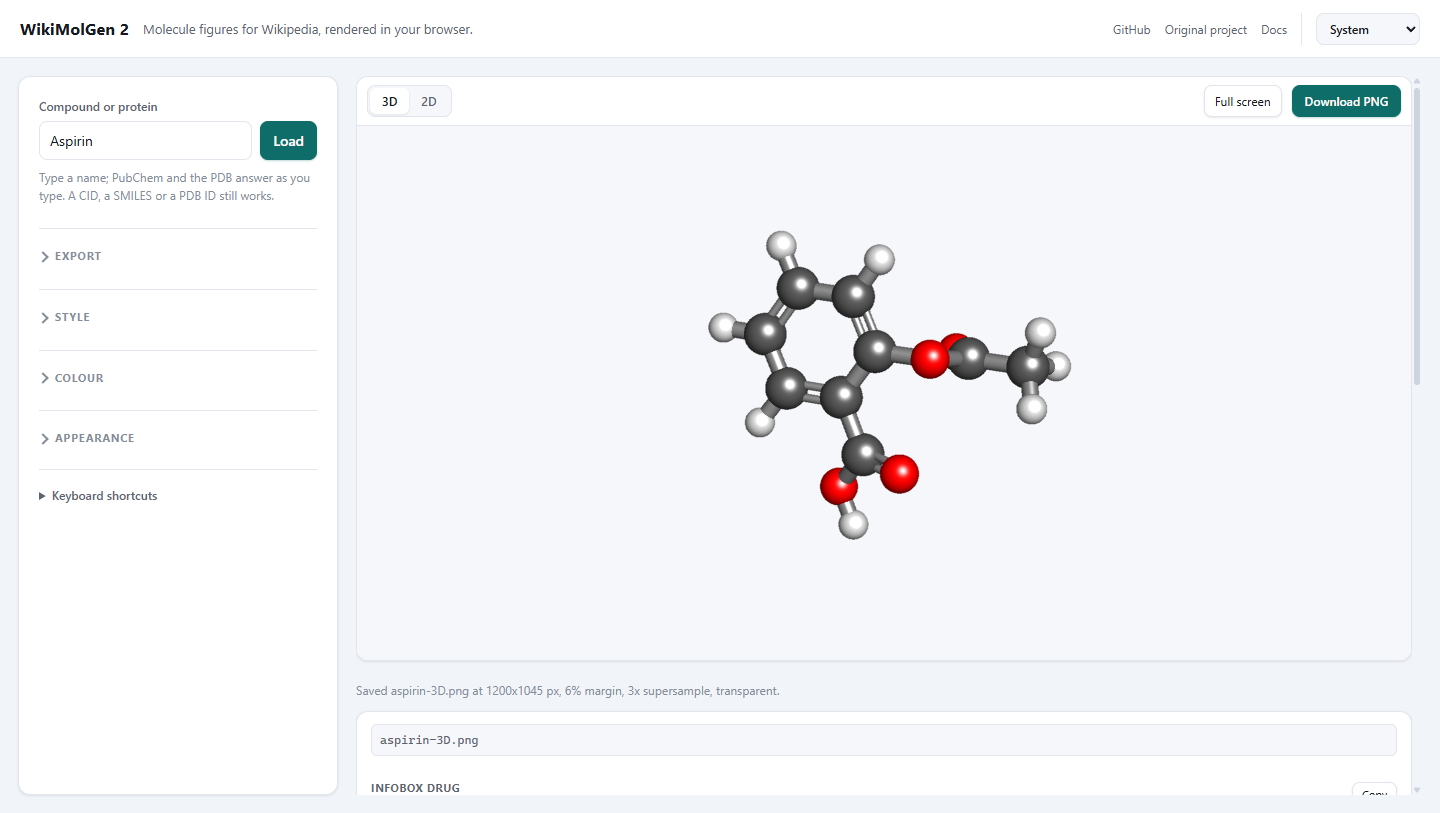 WikiMolGen 2 Molecule figures for Wikipedia, rendered in your browser. GitHub Original project Docs System
Compound or protein
Aspirin Load
Type a name; PubChem and the PDB answer as you
type. A CID, a SMILES or a PDB ID still works.
EXPORT
STYLE
COLOUR
APPEARANCE
Keyboard shortcuts
3D 2D Full screen Download PNG
Saved aspirin-3D.png at 1200x1045 px, 6% margin, 3x supersample, transparent.
aspirin-3D.png
INFOBOX DRUG Copy